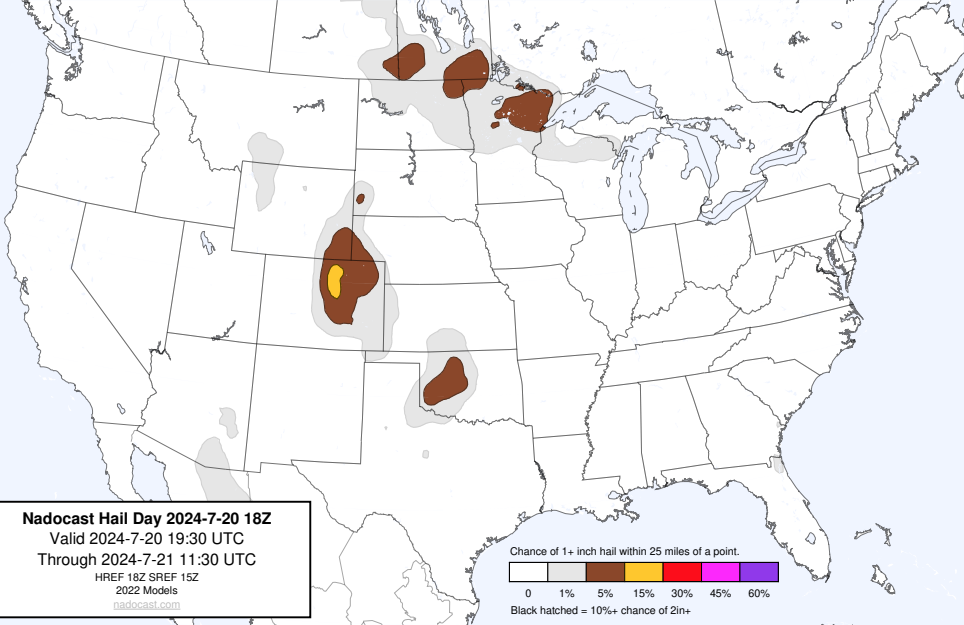 Nadocast Hail Day 2024-7-20 18Z
Valid 2024-7-20 19:30 UTC
Through 2024-7-21 11:30 UTC
HREF 18Z SREF 15Z
2022 Models
nadocast.com
Chance of 1+ inch hail within 25 miles of a point.
0 1% 5% 15% 30% 45% 60%
Black hatched = 10%+ chance of 2in+